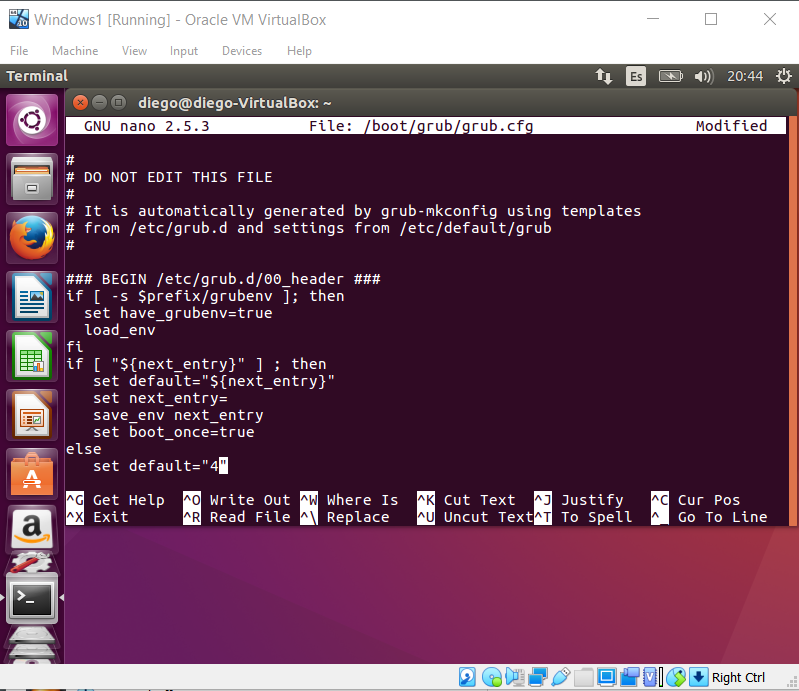 Windows1 [Running] - Oracle VM VirtualBox
File Machine View Input Devices Help
Terminal Es 20:44
diego@diego-VirtualBox: ~
GNU nano 2.5.3 File: /boot/grub/grub.cfg Modified
#
# DO NOT EDIT THIS FILE
#
# It is automatically generated by grub-mkconfig using templates
# from /etc/grub.d and settings from /etc/default/grub
#
### BEGIN /etc/grub.d/00_header ###
if [ -s $prefix/grubenv ]; then
  set have_grubenv=true
  load_env
fi
if [ "${next_entry}" ] ; then
   set default="${next_entry}"
   set next_entry=
   save_env next_entry
   set boot_once=true
else
   set default="4"
^G Get Help ^O Write Out ^W Where Is ^K Cut Text ^J Justify ^C Cur Pos
^X Exit ^R Read File ^\ Replace ^U Uncut Text ^T To Spell ^_ Go To Line
Right Ctrl